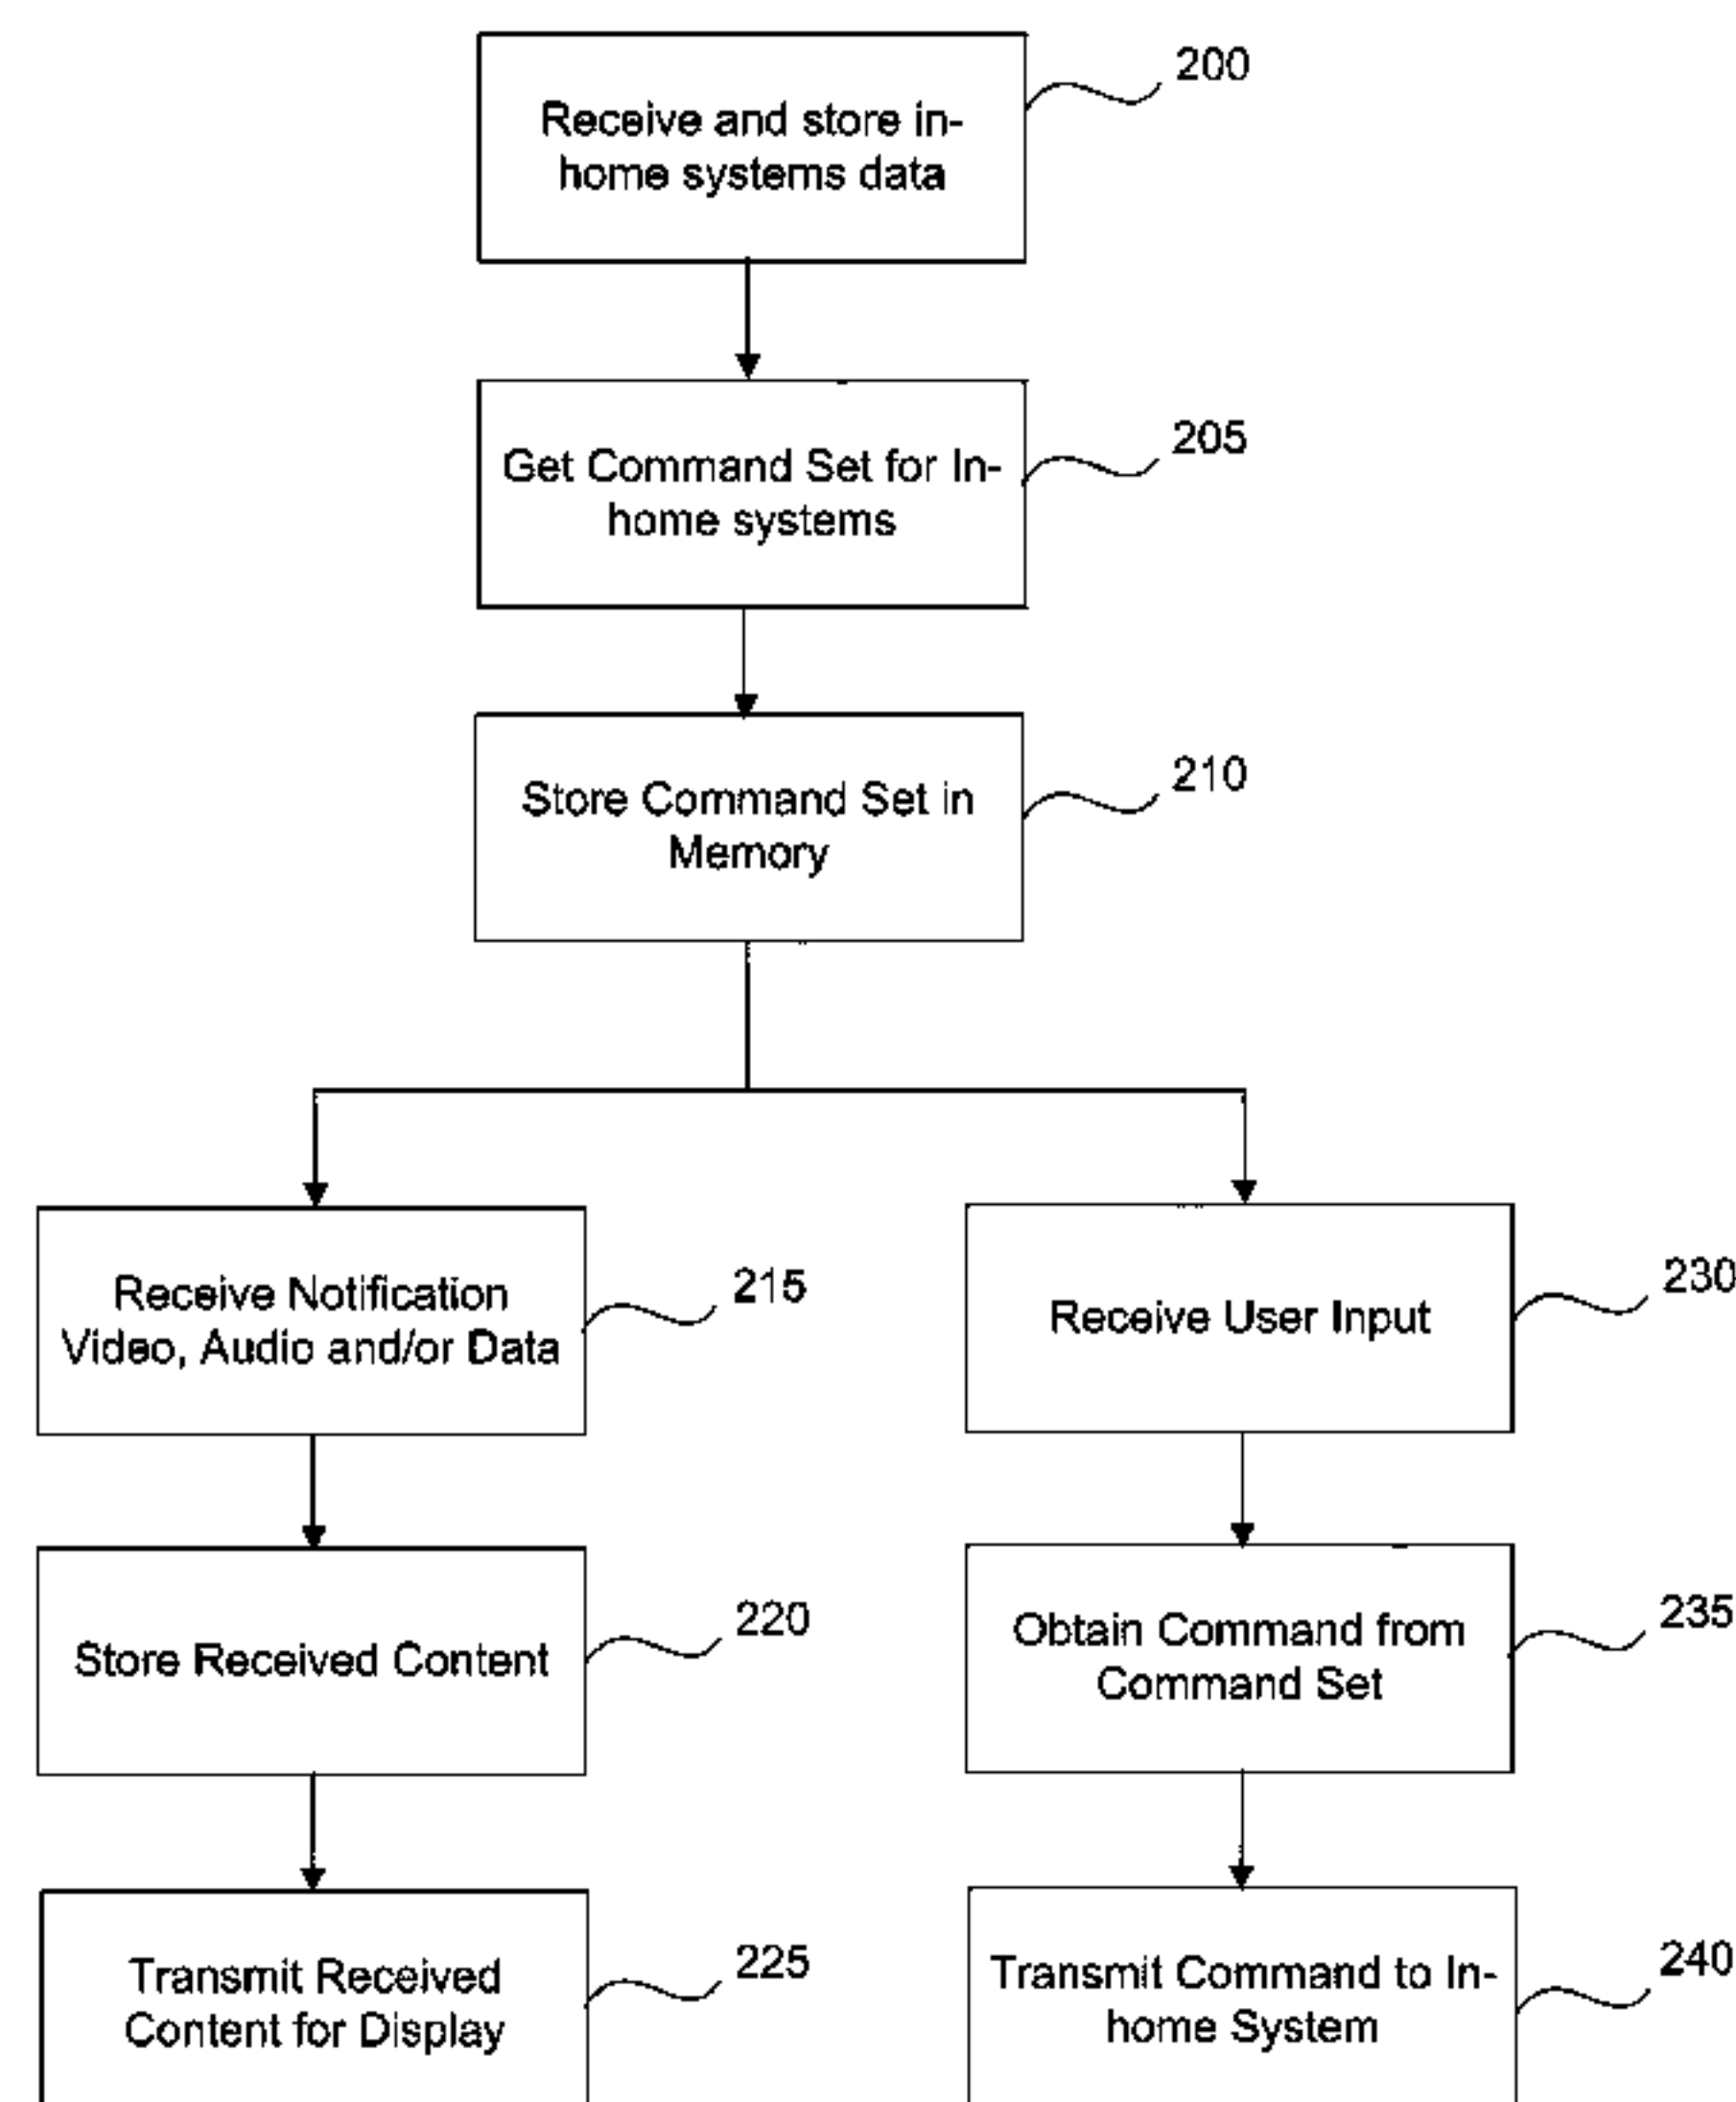 200
Receive and store in-
home systems data
205
Get Command Set for In-
home systems
210
Store Command Set in
Memory
215
Receive Notification
Video, Audio and/or Data
230
Receive User Input
220
Store Received Content
235
Obtain Command from
Command Set
225
Transmit Received
Content for Display
240
Transmit Command to In-
home System